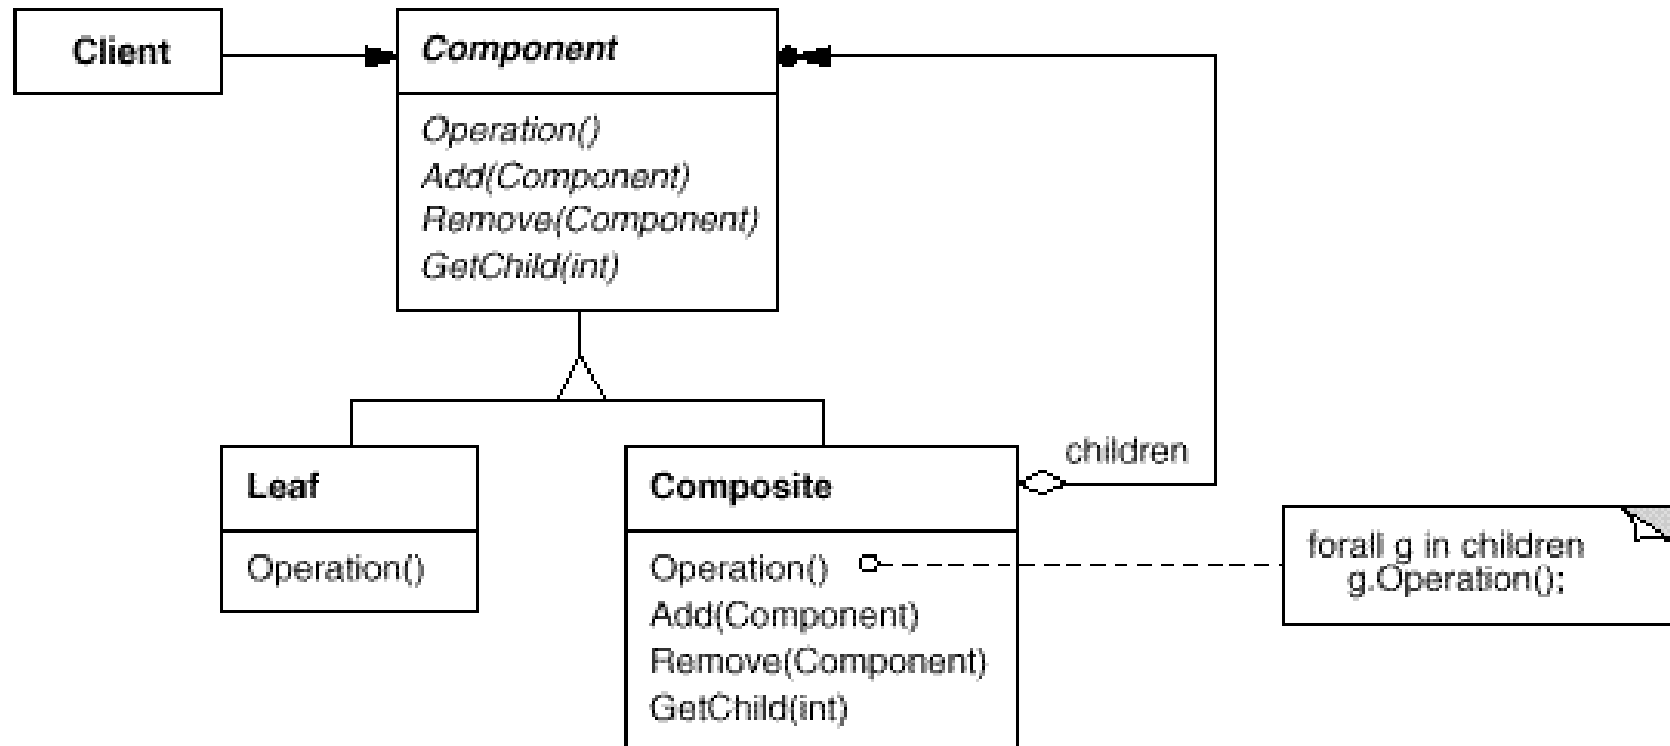 Client
Component
Operation()
Add(Component)
Remove(Component)
GetChild(int)
children
Leaf
Operation()
Composite
Operation()
Add(Component)
Remove(Component)
GetChild(int)
forall g in children
g.Operation();